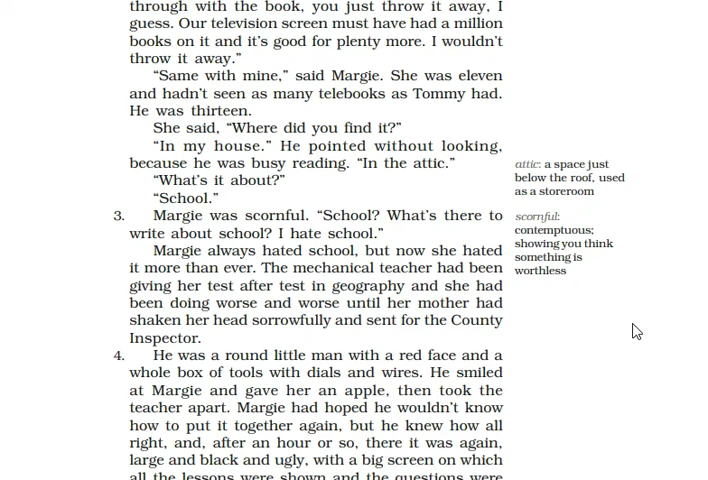 through with the book, you just throw it away, I
guess. Our television screen must have had a million
books on it and it's good for plenty more. I wouldn't
throw it away.”
“Same with mine,” said Margie. She was eleven
and hadn't seen as many telebooks as Tommy had.
He was thirteen.
She said, “Where did you find it?”
“In my house.” He pointed without looking,
because he was busy reading. “In the attic.”
“What's it about?”
“School.”
3. Margie was scornful. “School? What's there to
write about school? I hate school.”
Margie always hated school, but now she hated
it more than ever. The mechanical teacher had been
giving her test after test in geography and she had
been doing worse and worse until her mother had
shaken her head sorrowfully and sent for the County
Inspector.
4. He was a round little man with a red face and a
whole box of tools with dials and wires. He smiled
at Margie and gave her an apple, then took the
teacher apart. Margie had hoped he wouldn't know
how to put it together again, but he knew how all
right, and, after an hour or so, there it was again,
large and black and ugly, with a big screen on which
all the lessons were shown and the questions were
attic: a space just
below the roof, used
as a storeroom
scornful:
contemptuous;
showing you think
something is
worthless